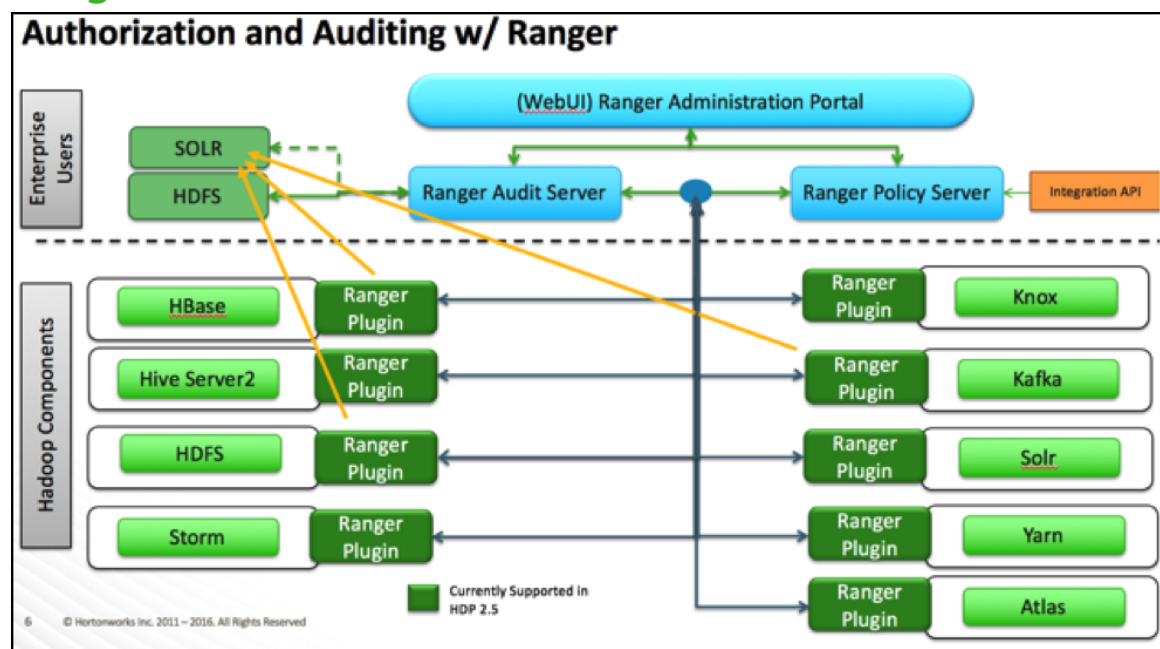 Authorization and Auditing w/ Ranger
Enterprise
Users
(WebUI) Ranger Administration Portal
SOLR
HDFS
Ranger Audit Server
Ranger Policy Server
Integration API
Hadoop Components
HBase
Ranger
Plugin
Ranger
Plugin
Knox
Hive Server2
Ranger
Plugin
Ranger
Plugin
Kafka
HDFS
Ranger
Plugin
Ranger
Plugin
Solr
Storm
Ranger
Plugin
Ranger
Plugin
Yarn
Ranger
Plugin
Atlas
Currently Supported in
HDP 2.5
6 © Hortonworks Inc. 2011 – 2016. All Rights Reserved